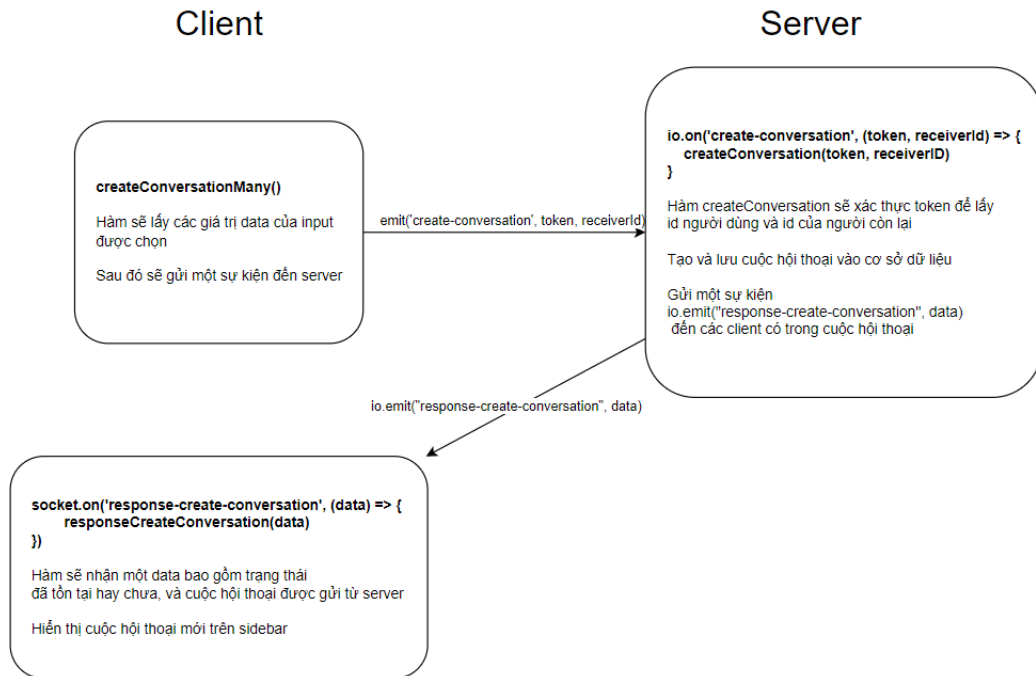 Client
Server
createConversationMany()
Hàm sẽ lấy các giá trị data của input
được chọn
Sau đó sẽ gửi một sự kiện đến server
emit('create-conversation', token, receiverId)
io.on('create-conversation', (token, receiverId) => {
createConversation(token, receiverID)
}
Hàm createConversation sẽ xác thực token để lấy
id người dùng và id của người còn lại
Tạo và lưu cuộc hội thoại vào cơ sở dữ liệu
Gửi một sự kiện
io.emit("response-create-conversation", data)
đến các client có trong cuộc hội thoại
io.emit("response-create-conversation", data)
socket.on('response-create-conversation', (data) => {
responseCreateConversation(data)
})
Hàm sẽ nhận một data bao gồm trạng thái
đã tồn tại hay chưa, và cuộc hội thoại được gửi từ server
Hiển thị cuộc hội thoại mới trên sidebar